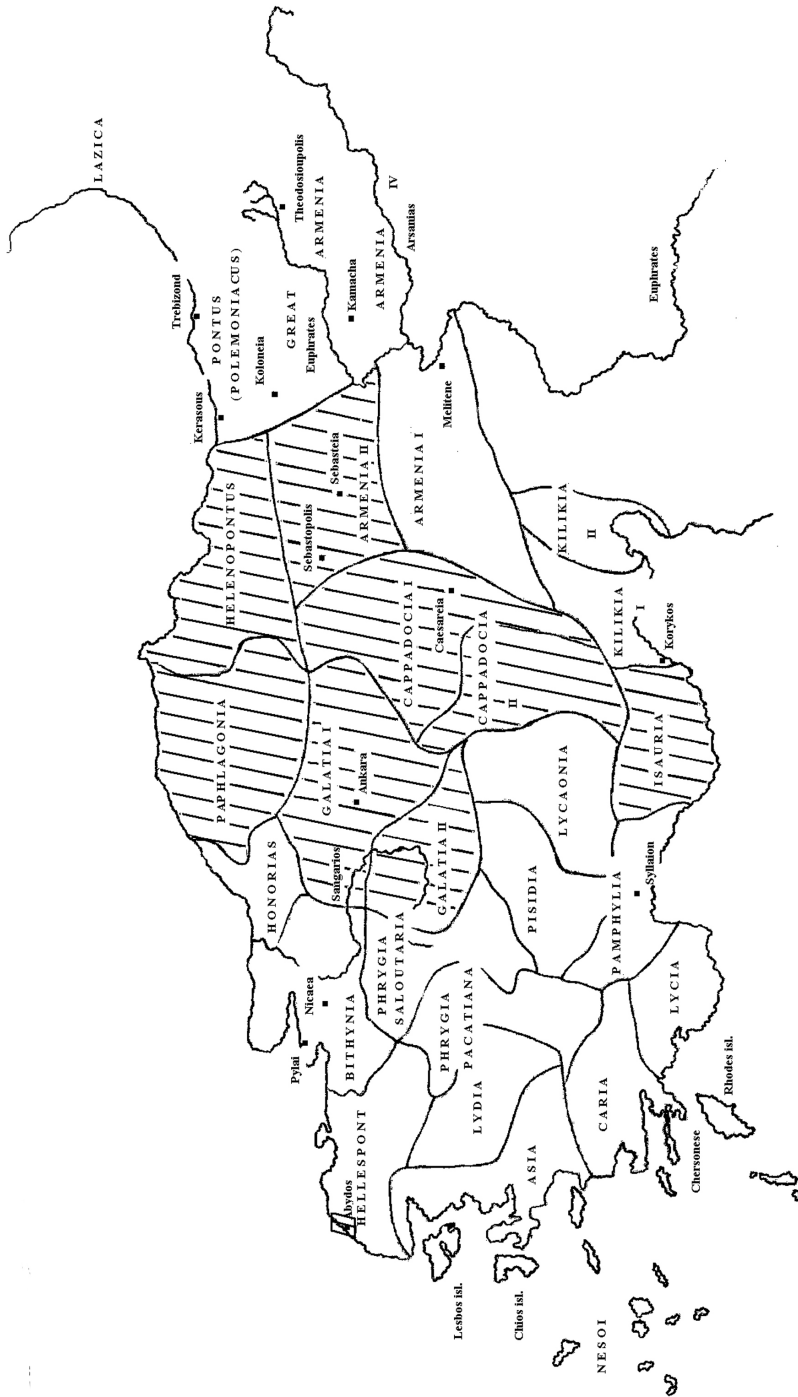 LAZICA
Trebizond
Kerasous
PONTUS
(POLEMONIACUS)
Koloneia
GREAT
ARMENIA
Euphrates
Theodosioupolis
Kamacha
ARMENIA
IV
Arsanias
Euphrates
Melitene
HELENOPONTUS
Sebasteia
ARMENIA II
Sebastopolis
ARMENIA I
KILIKIA
II
CAPPADOCIA I
Caesareia
CAPPADOCIA
II
KILIKIA
I
Korykos
PAPHLAGONIA
GALATIA I
Ankara
ISAURIA
LYCAONIA
HONORIAS
Sangarios
GALATIA II
PISIDIA
PAMPHYLIA
Syllaion
Nicaea
Pylai
BITHYNIA
PHRYGIA
SALOUTARIA
PHRYGIA
PACATIANA
LYCIA
LYDIA
CARIA
Rhodes isl.
Chersonese
HELLESPONT
Abydos
ASIA
Lesbos isl.
Chios isl.
NESOI